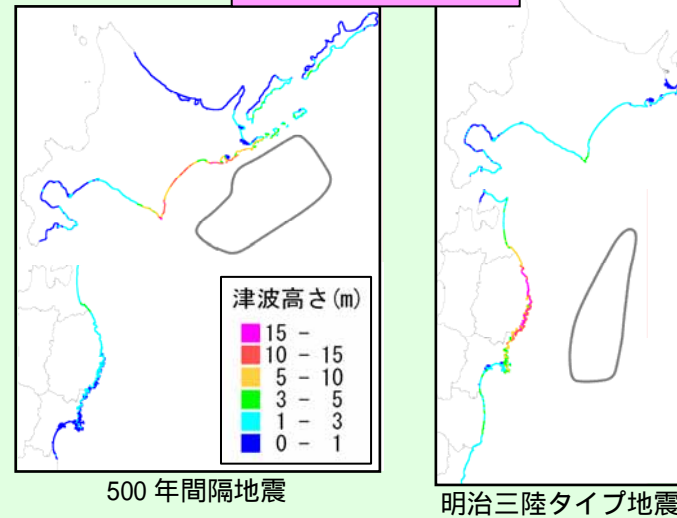 津波高さ(m)
15 -
10 - 15
5 - 10
3 - 5
1 - 3
0 - 1
500 年間隔地震
明治三陸タイプ地震